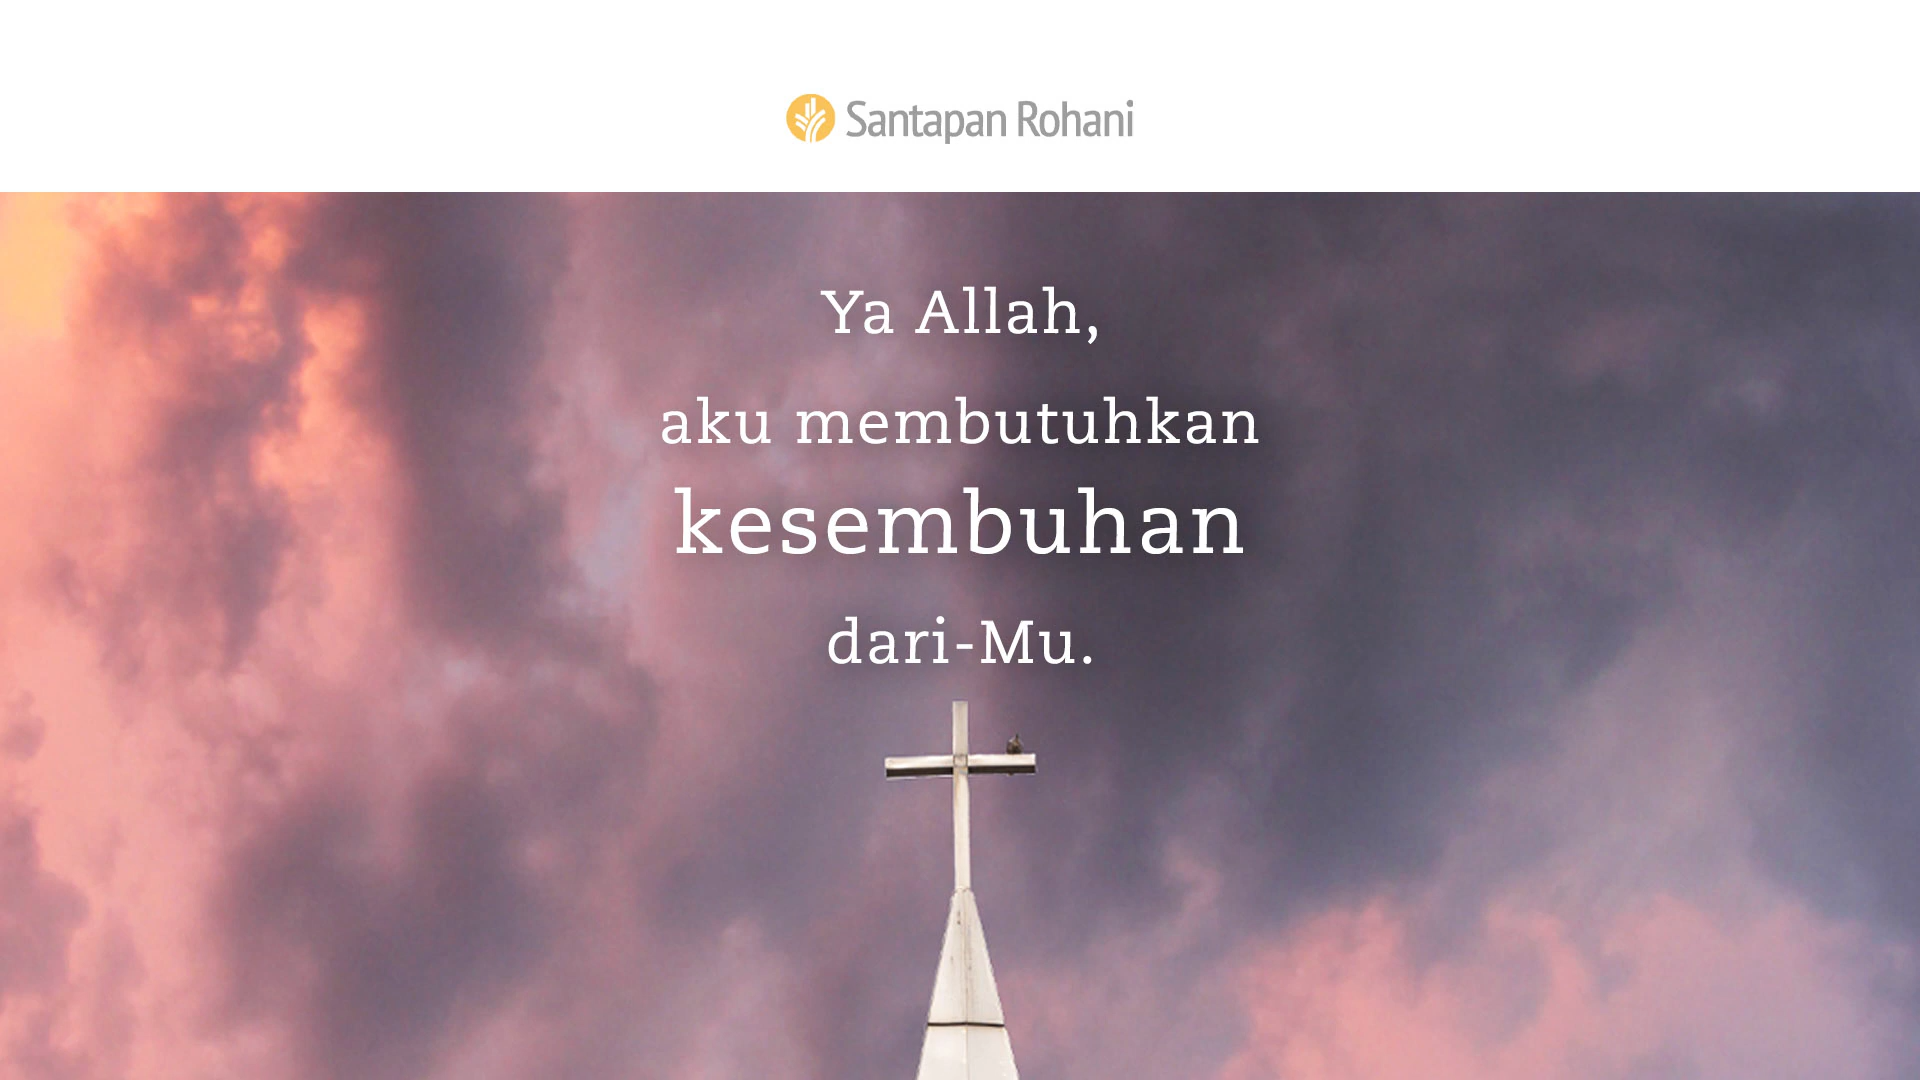 Santapan Rohani
Ya Allah,
aku membutuhkan
kesembuhan
dari-Mu.